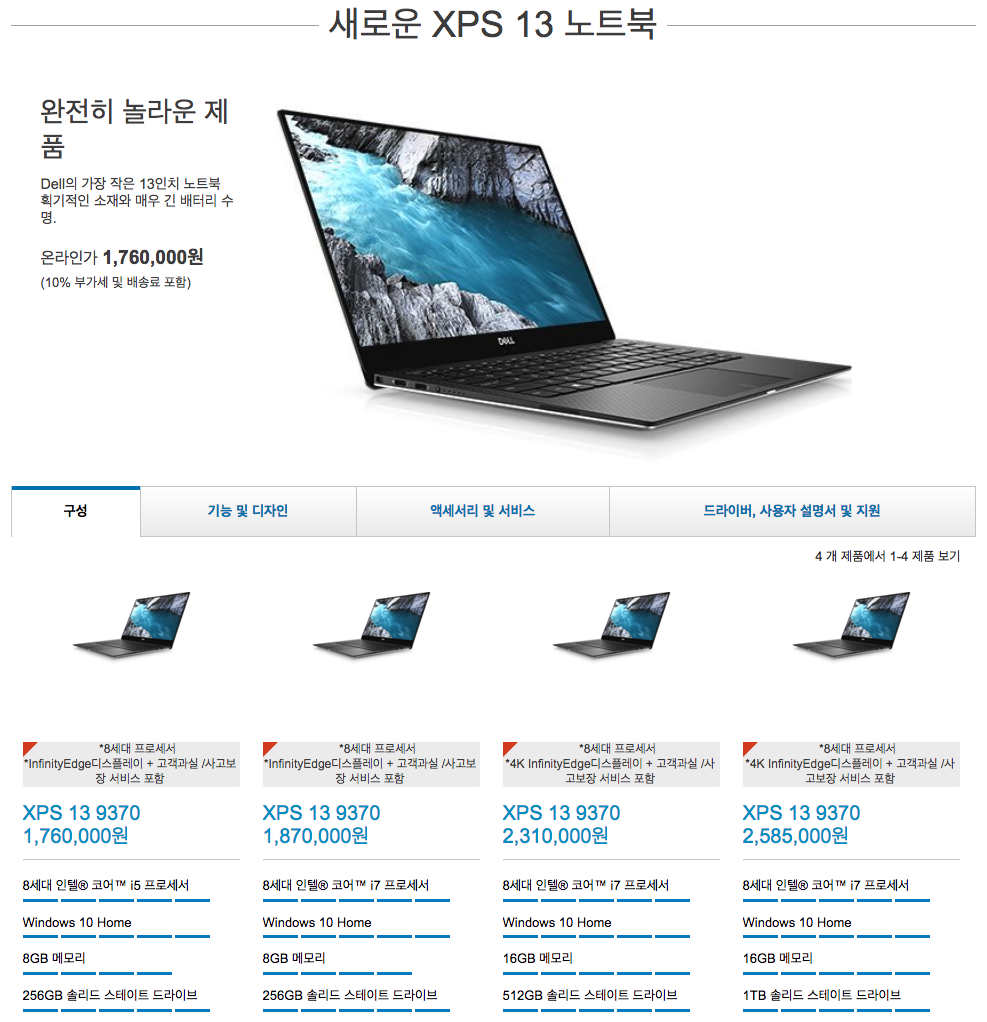 새로운 XPS 13 노트북
완전히 놀라운 제
품
Dell의 가장 작은 13인치 노트북
획기적인 소재와 매우 긴 배터리 수
명.
온라인가 1,760,000원
(10% 부가세 및 배송료 포함)
DELL
구성
기능 및 디자인
액세서리 및 서비스
드라이버, 사용자 설명서 및 지원
4 개 제품에서 1-4 제품 보기
*8세대 프로세서
*InfinityEdge디스플레이 + 고객과실 /사고보
장 서비스 포함
XPS 13 9370
1,760,000원
8세대 인텔® 코어™ i5 프로세서
Windows 10 Home
8GB 메모리
256GB 솔리드 스테이트 드라이브
*8세대 프로세서
*InfinityEdge디스플레이 + 고객과실 /사고보
장 서비스 포함
XPS 13 9370
1,870,000원
8세대 인텔® 코어™ i7 프로세서
Windows 10 Home
8GB 메모리
256GB 솔리드 스테이트 드라이브
*8세대 프로세서
*4K InfinityEdge디스플레이 + 고객과실 /사
고보장 서비스 포함
XPS 13 9370
2,310,000원
8세대 인텔® 코어™ i7 프로세서
Windows 10 Home
16GB 메모리
512GB 솔리드 스테이트 드라이브
*8세대 프로세서
*4K InfinityEdge디스플레이 + 고객과실 /사
고보장 서비스 포함
XPS 13 9370
2,585,000원
8세대 인텔® 코어™ i7 프로세서
Windows 10 Home
16GB 메모리
1TB 솔리드 스테이트 드라이브